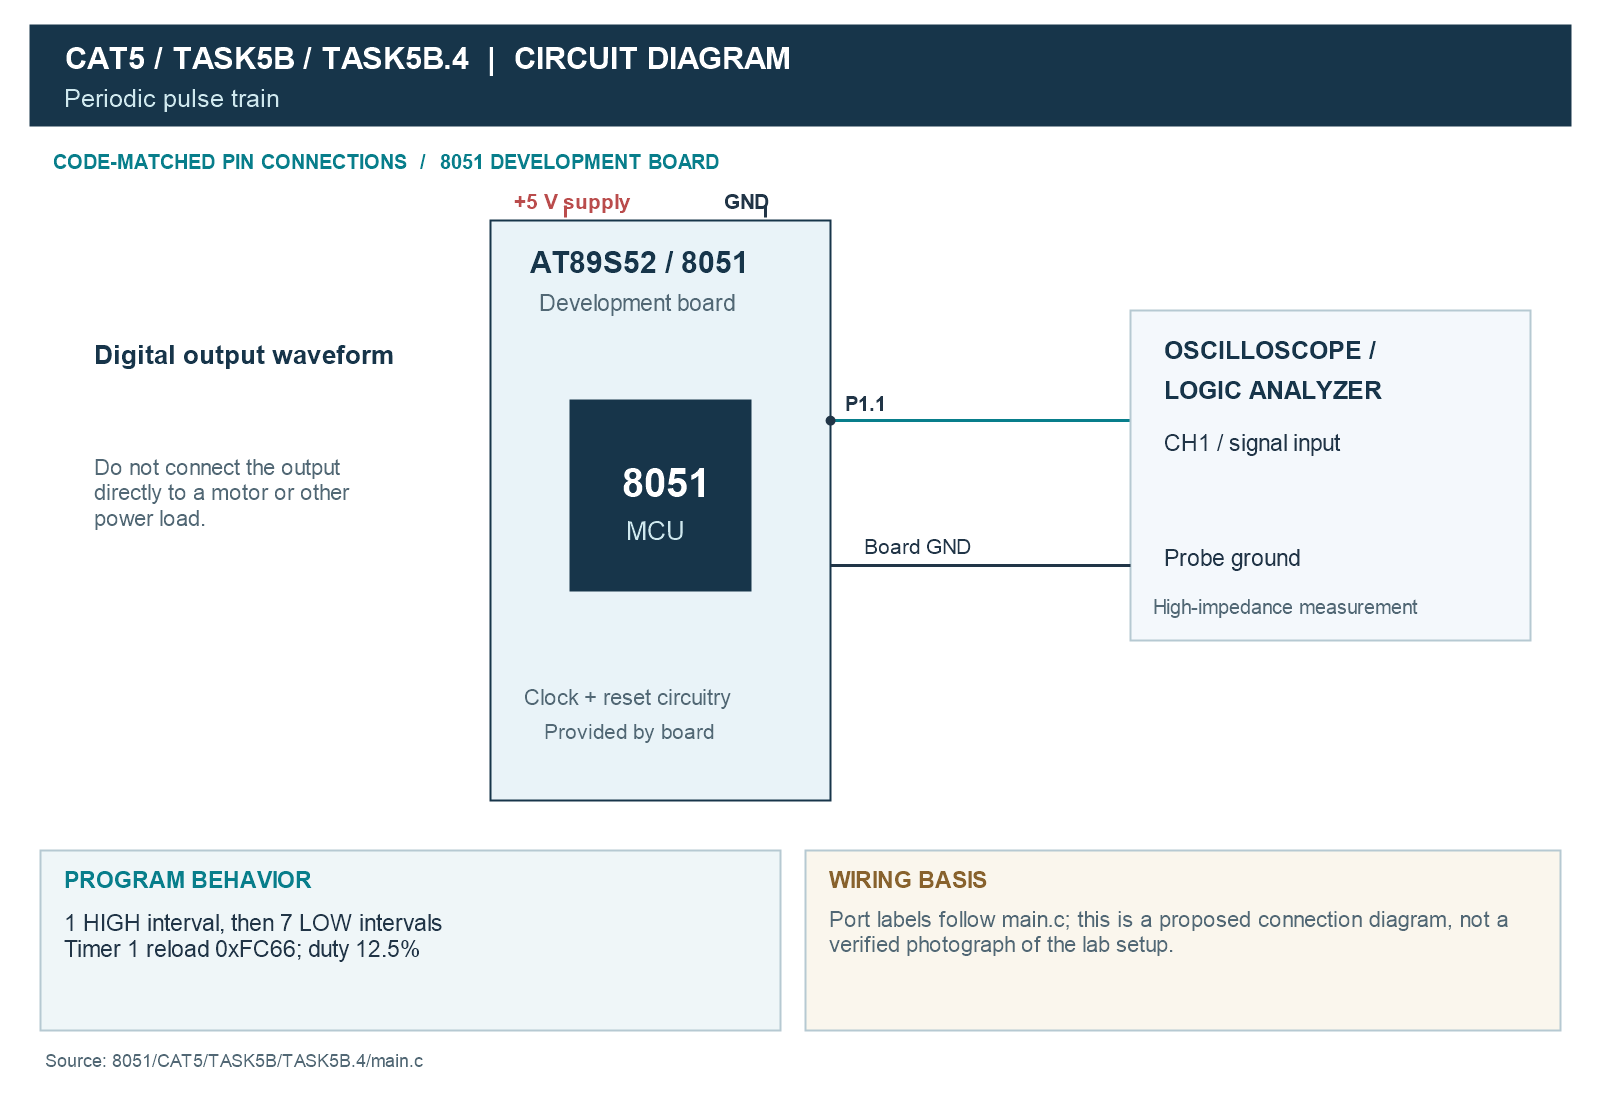 CAT5 / TASK5B / TASK5B.4 | CIRCUIT DIAGRAM
Periodic pulse train
CODE-MATCHED PIN CONNECTIONS / 8051 DEVELOPMENT BOARD
+5 V supply
GND
AT89S52 / 8051
Development board
Digital output waveform
Do not connect the output
directly to a motor or other
power load.
8051
MCU
Clock + reset circuitry
Provided by board
P1.1
Board GND
OSCILLOSCOPE /
LOGIC ANALYZER
CH1 / signal input
Probe ground
High-impedance measurement
PROGRAM BEHAVIOR
1 HIGH interval, then 7 LOW intervals
Timer 1 reload 0xFC66; duty 12.5%
WIRING BASIS
Port labels follow main.c; this is a proposed connection diagram, not a
verified photograph of the lab setup.
Source: 8051/CAT5/TASK5B/TASK5B.4/main.c